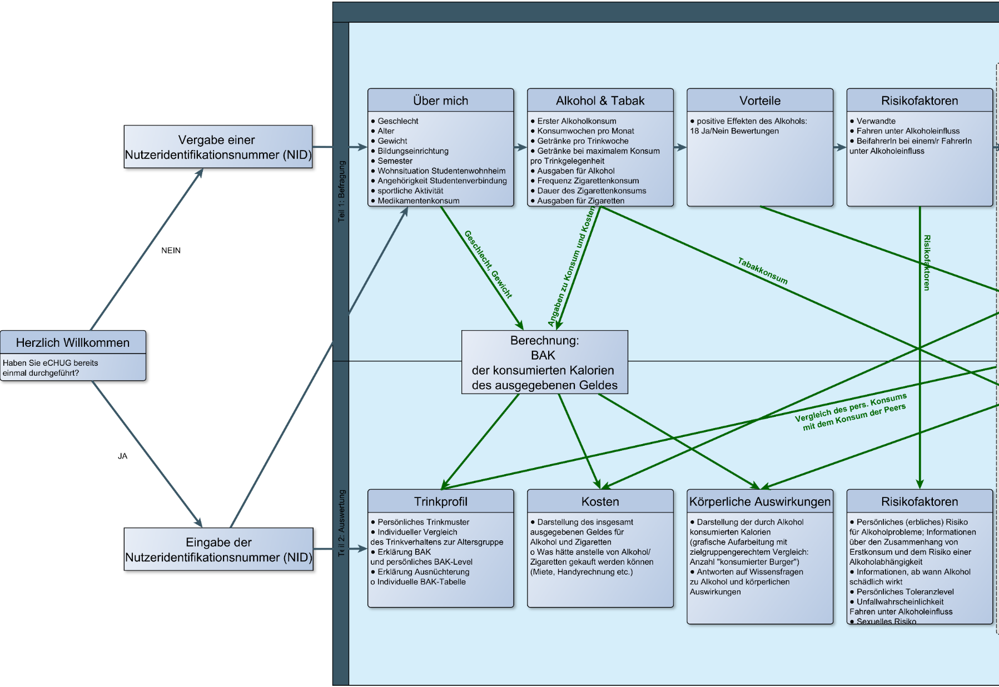 Herzlich Willkommen
Haben Sie eCHUG bereits
einmal durchgeführt?
NEIN
JA
Vergabe einer
Nutzeridentifikationsnummer (NID)
Eingabe der
Nutzeridentifikationsnummer (NID)
Teil 1: Befragung
Über mich
● Geschlecht
● Alter
● Gewicht
● Bildungseinrichtung
● Semester
● Wohnsituation Studentenwohnheim
● Angehörigkeit Studentenverbindung
● sportliche Aktivität
● Medikamentenkonsum
Alkohol & Tabak
● Erster Alkoholkonsum
● Konsumwochen pro Monat
● Getränke pro Trinkwoche
● Getränke bei maximalem Konsum
pro Trinkgelegenheit
● Ausgaben für Alkohol
● Frequenz Zigarettenkonsum
● Dauer des Zigarettenkonsums
● Ausgaben für Zigaretten
Vorteile
● positive Effekten des Alkohols:
18 Ja/Nein Bewertungen
Risikofaktoren
● Verwandte
● Fahren unter Alkoholeinfluss
● BeifahrerIn bei einem/r FahrerIn
unter Alkoholeinfluss
Geschlecht, Gewicht
Angaben zu Konsum und Kosten
Tabakkonsum
Risikofaktoren
Berechnung:
BAK
der konsumierten Kalorien
des ausgegebenen Geldes
Vergleich des pers. Konsums
mit dem Konsum der Peers
Teil 2: Auswertung
Trinkprofil
● Persönliches Trinkmuster
● Individueller Vergleich
des Trinkverhaltens zur Altersgruppe
● Erklärung BAK
und persönliches BAK-Level
● Erklärung Ausnüchterung
o Individuelle BAK-Tabelle
Kosten
● Darstellung des insgesamt
ausgegebenen Geldes für
Alkohol und Zigaretten
o Was hätte anstelle von Alkohol/
Zigaretten gekauft werden können
(Miete, Handyrechnung etc.)
Körperliche Auswirkungen
● Darstellung der durch Alkohol
konsumierten Kalorien
(grafische Aufarbeitung mit
zielgruppengerechtem Vergleich:
Anzahl "konsumierter Burger")
● Antworten auf Wissensfragen
zu Alkohol und körperlichen
Auswirkungen
Risikofaktoren
● Persönliches (erbliches) Risiko
für Alkoholprobleme; Informationen
über den Zusammenhang von
Erstkonsum und dem Risiko einer
Alkoholabhängigkeit
● Informationen, ab wann Alkohol
schädlich wirkt
● Persönliches Toleranzlevel
● Unfallwahrscheinlichkeit
Fahren unter Alkoholeinfluss
● Sexuelles Risiko